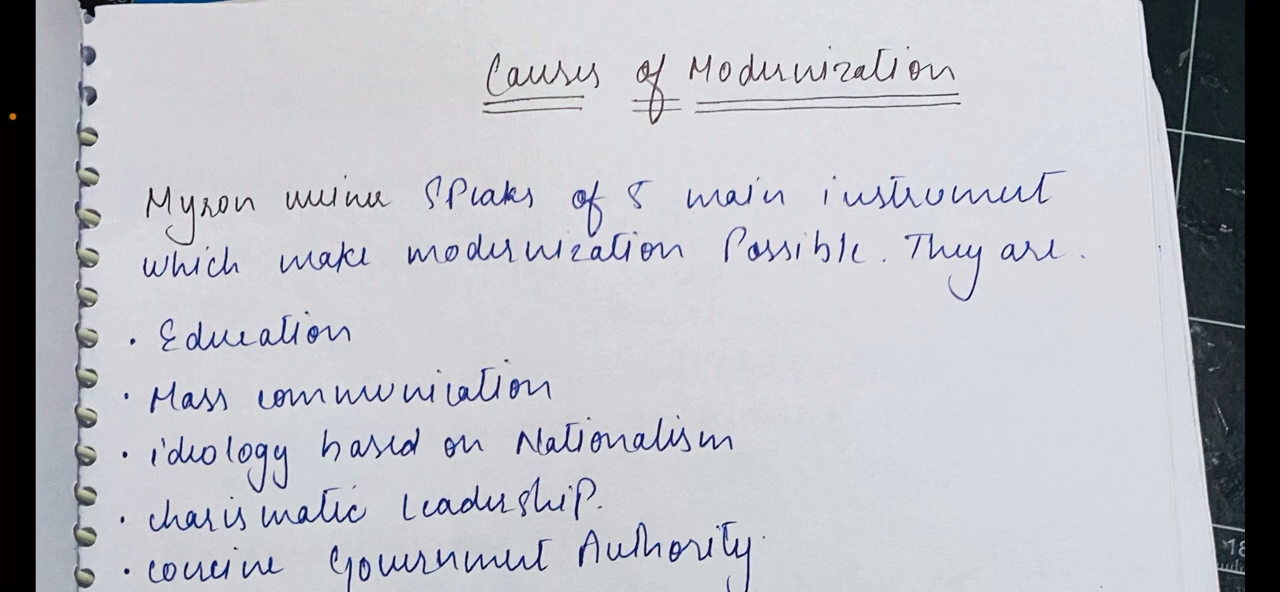 Causes of Modernization
Myron weiner Speaks of 5 main instrument
which make modernization Possible. They are.
· Education
· Mass communication
· ideology based on Nationalism
· charismatic leadership.
· coercive Government Authority.
18